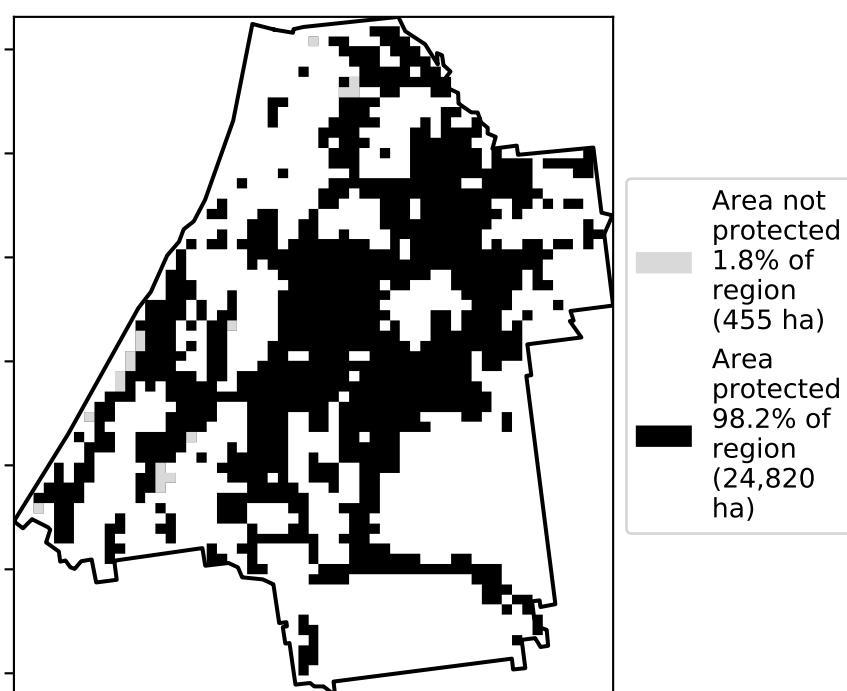 Area not
protected
1.8% of
region
(455 ha)
Area
protected
98.2% of
region
(24,820
ha)